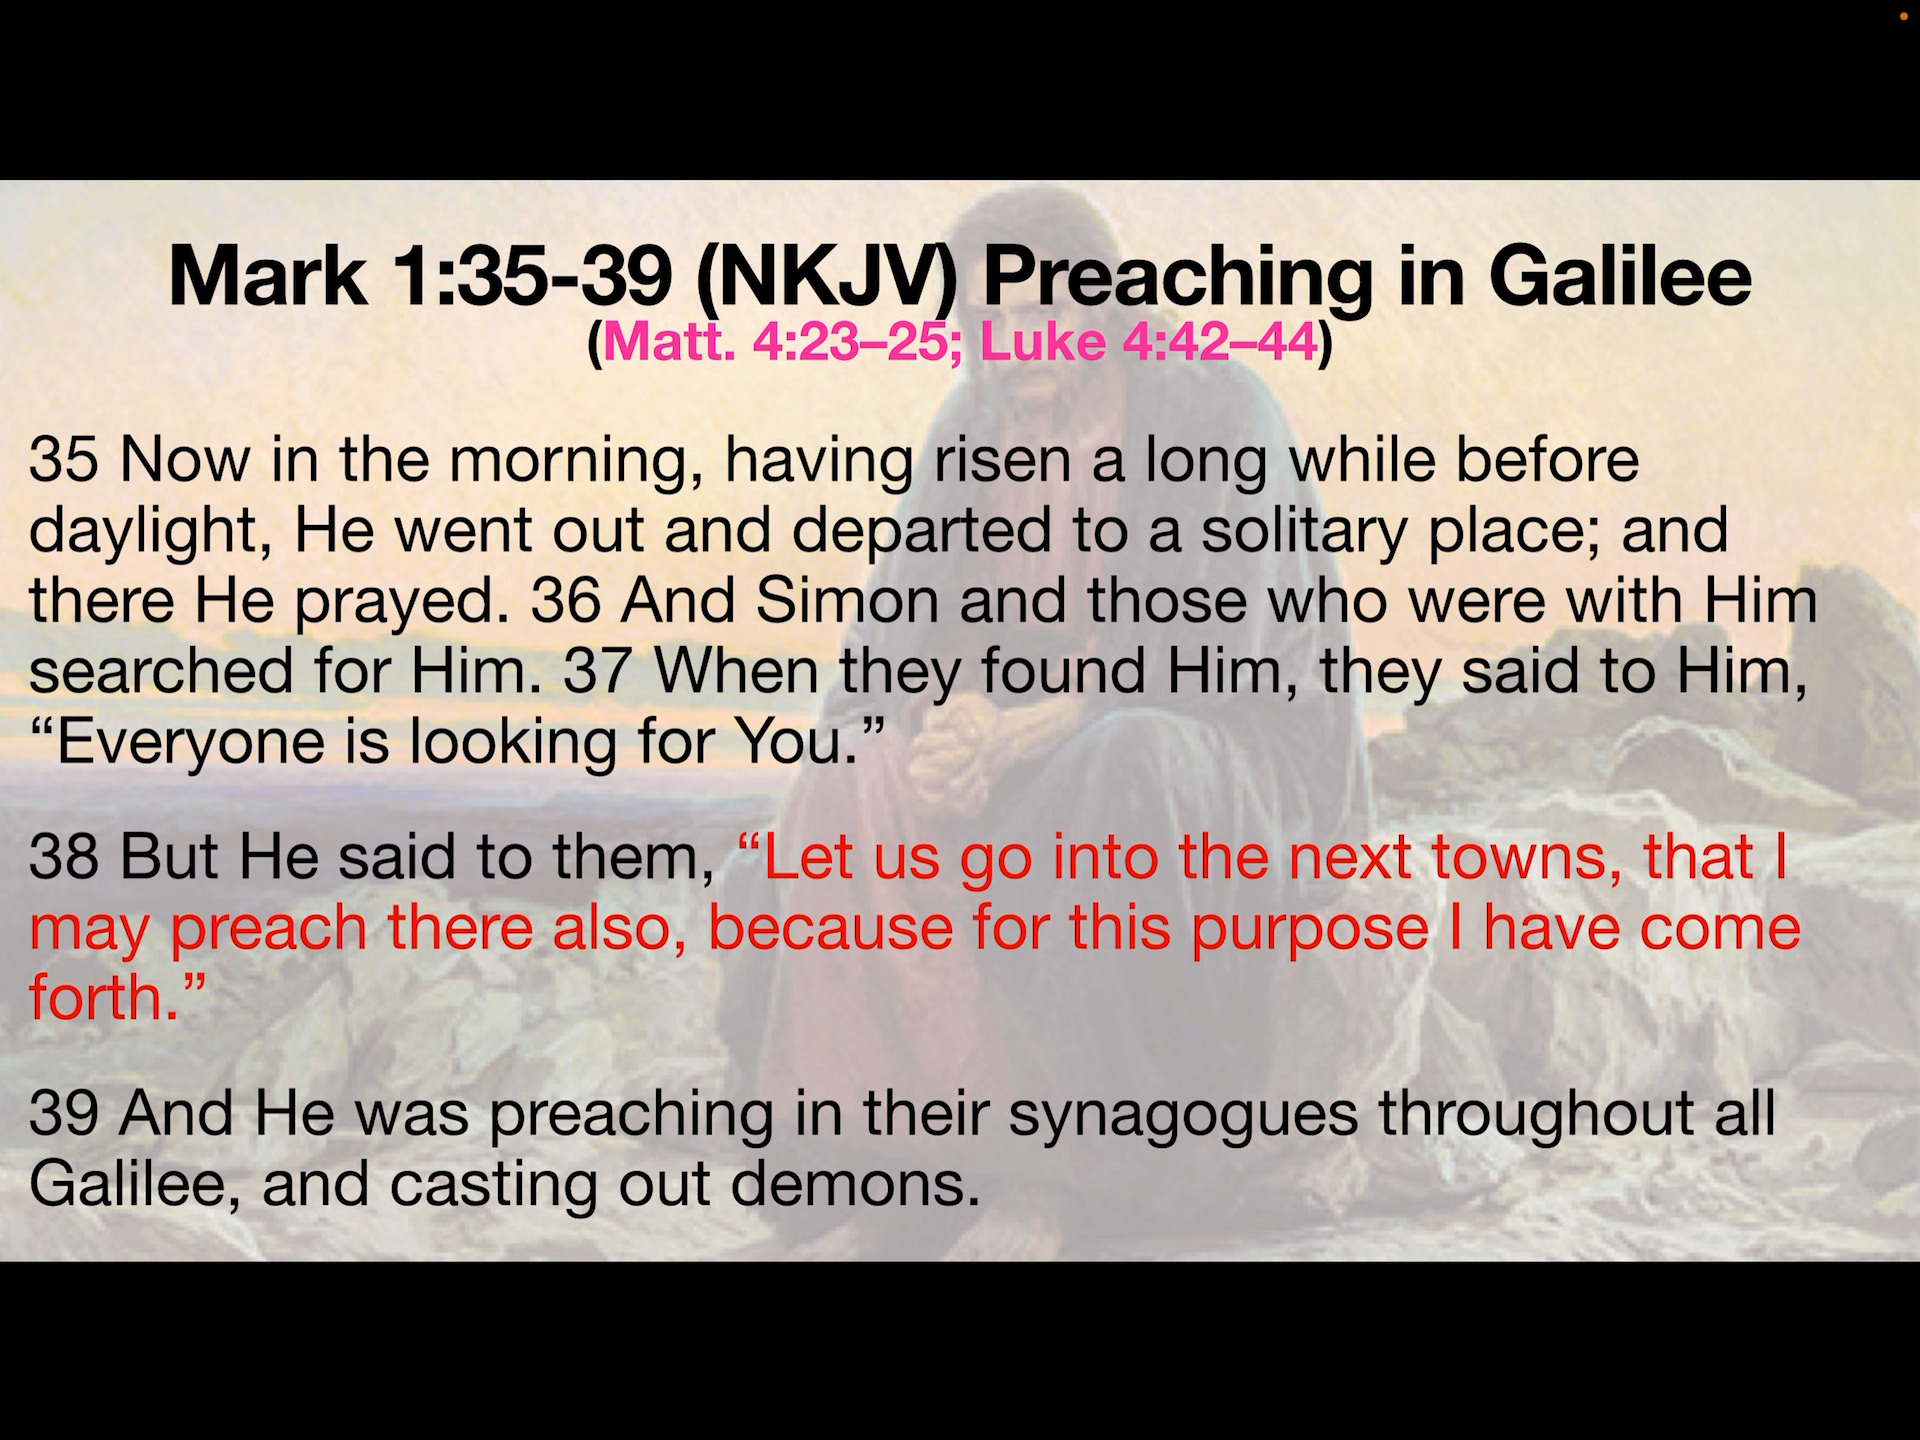 Mark 1:35-39 (NKJV) Preaching in Galilee
(Matt. 4:23–25; Luke 4:42–44)
35 Now in the morning, having risen a long while before
daylight, He went out and departed to a solitary place; and
there He prayed. 36 And Simon and those who were with Him
searched for Him. 37 When they found Him, they said to Him,
“Everyone is looking for You.”
38 But He said to them, “Let us go into the next towns, that I
may preach there also, because for this purpose I have come
forth.”
39 And He was preaching in their synagogues throughout all
Galilee, and casting out demons.